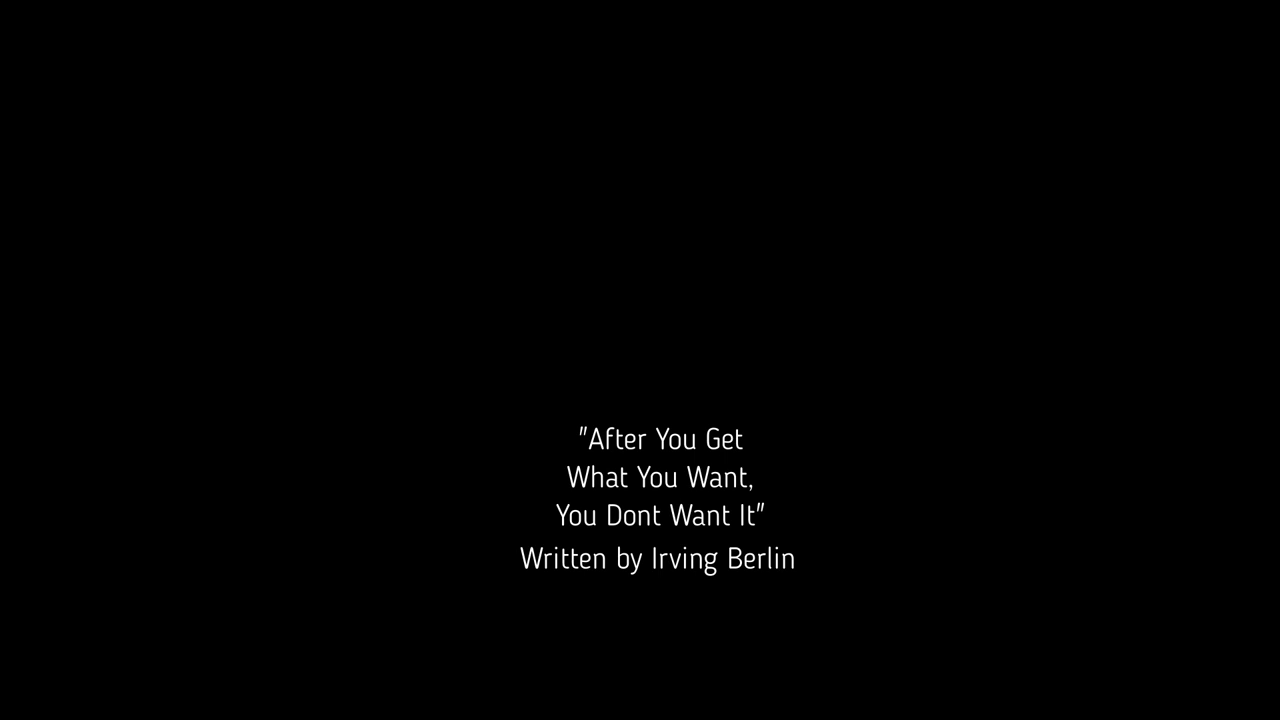 "After You Get
What You Want,
You Dont Want It"
Written by Irving Berlin